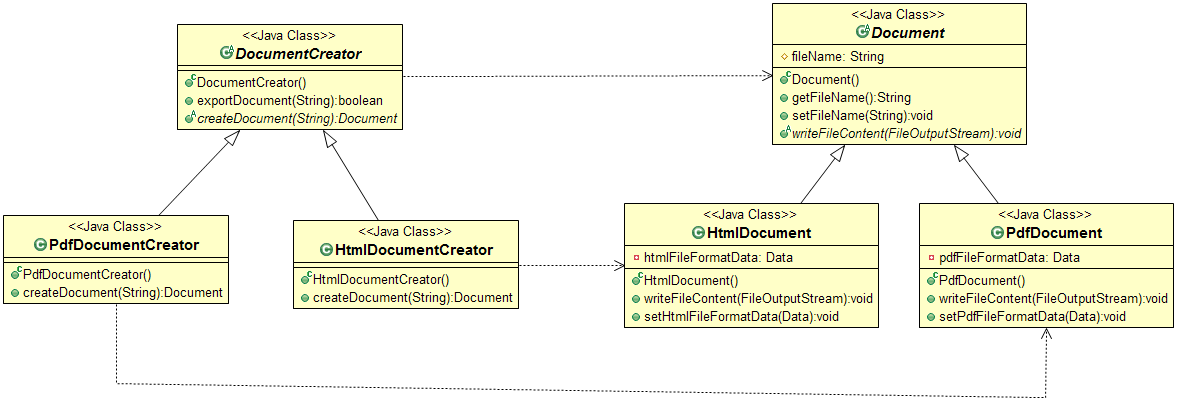 <<Java Class>>
DocumentCreator
DocumentCreator()
exportDocument(String):boolean
createDocument(String):Document
<<Java Class>>
Document
fileName: String
Document()
getFileName():String
setFileName(String):void
writeFileContent(FileOutputStream):void
<<Java Class>>
PdfDocumentCreator
PdfDocumentCreator()
createDocument(String):Document
<<Java Class>>
HtmlDocumentCreator
HtmlDocumentCreator()
createDocument(String):Document
<<Java Class>>
HtmlDocument
htmlFileFormatData: Data
HtmlDocument()
writeFileContent(FileOutputStream):void
setHtmlFileFormatData(Data):void
<<Java Class>>
PdfDocument
pdfFileFormatData: Data
PdfDocument()
writeFileContent(FileOutputStream):void
setPdfFileFormatData(Data):void